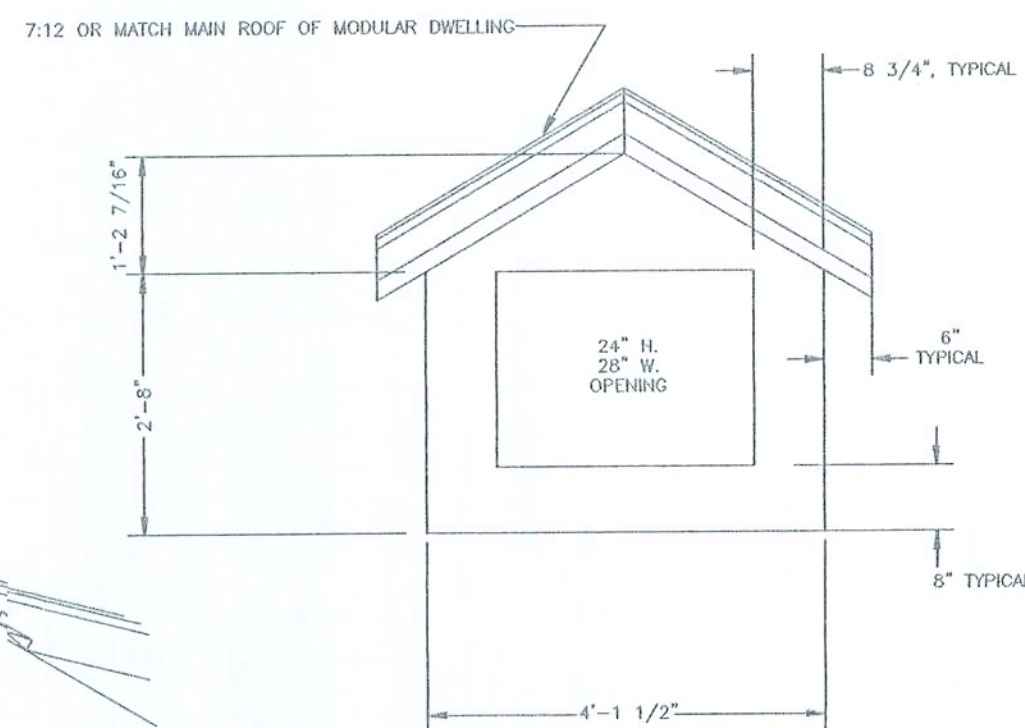 7:12 OR MATCH MAIN ROOF OF MODULAR DWELLING
8 3/4", TYPICAL
1'-2 7/16"
24" H.
28" W.
OPENING
6"
TYPICAL
2'-8"
8" TYPICAL
4'-1 1/2"